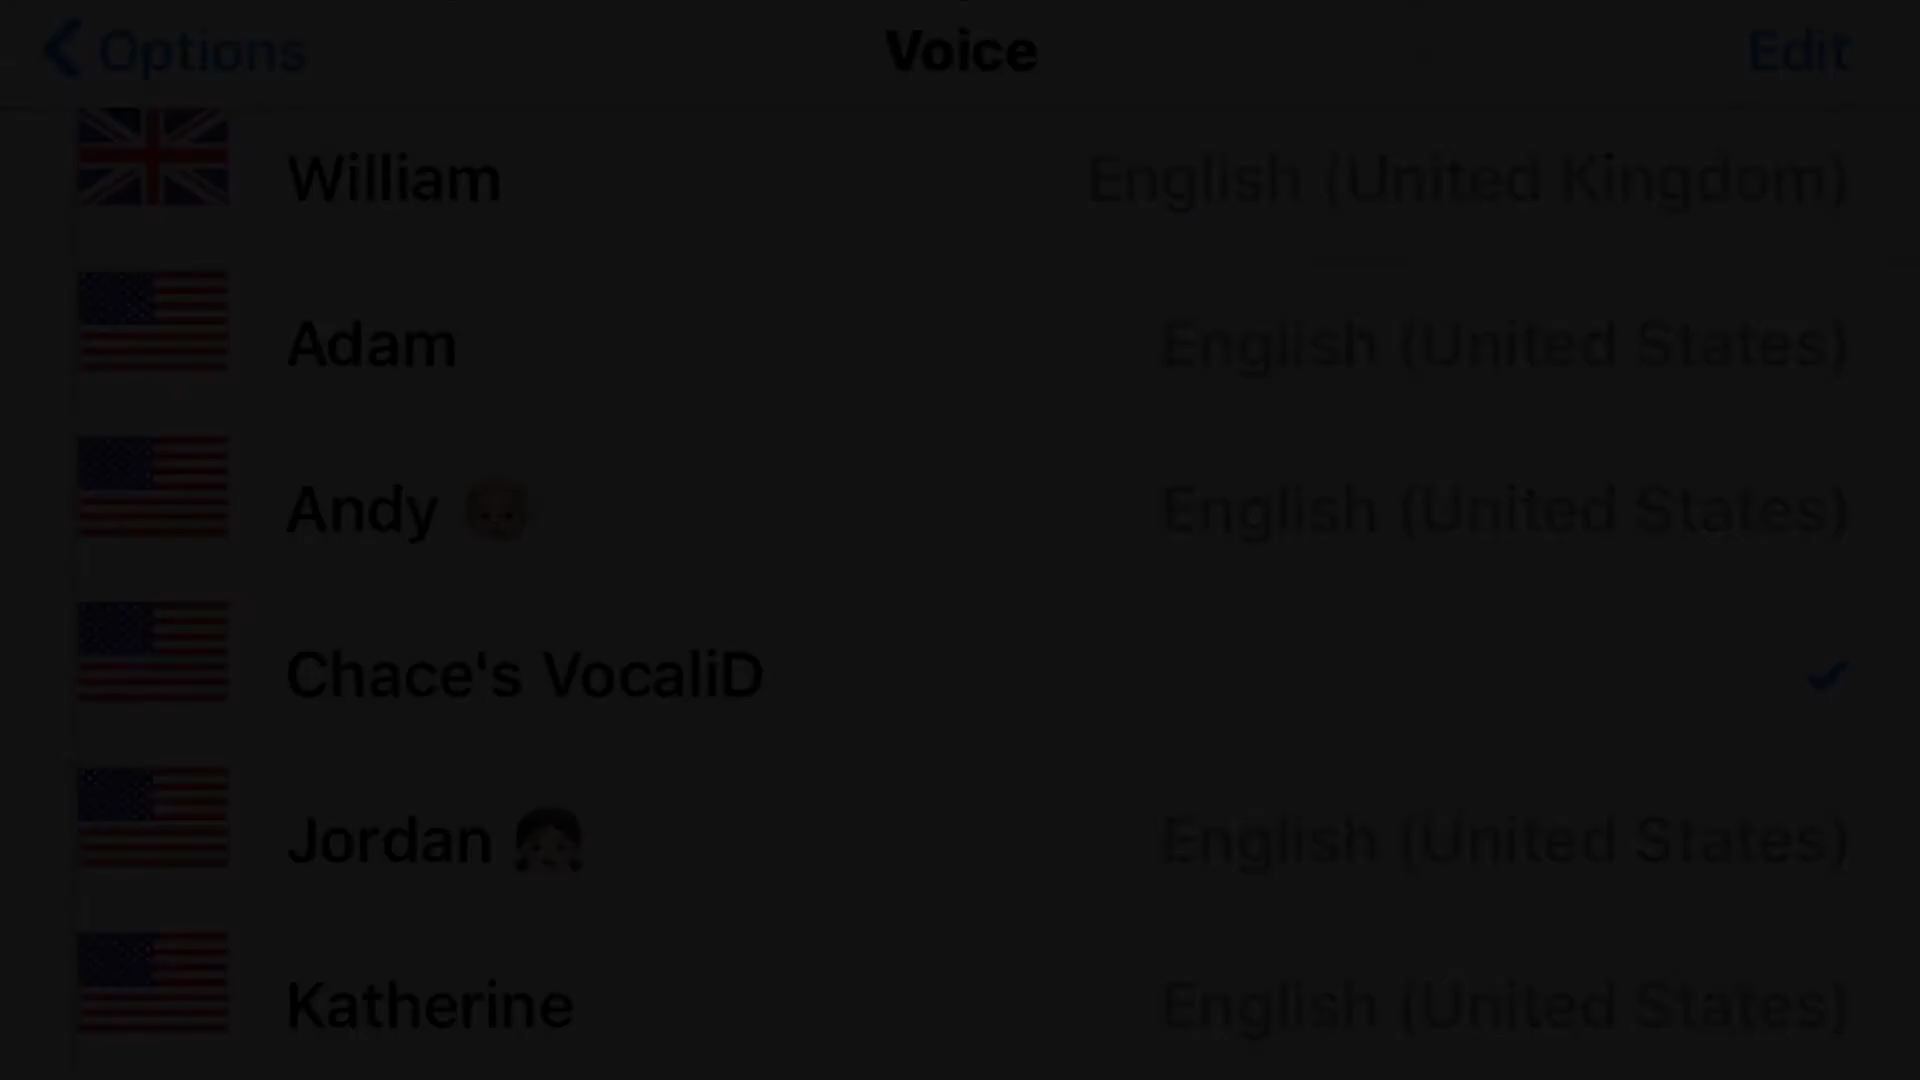 Options Voice Edit
William English (United Kingdom)
Adam English (United States)
Andy English (United States)
Chace's VocaliD
Jordan English (United States)
Katherine English (United States)